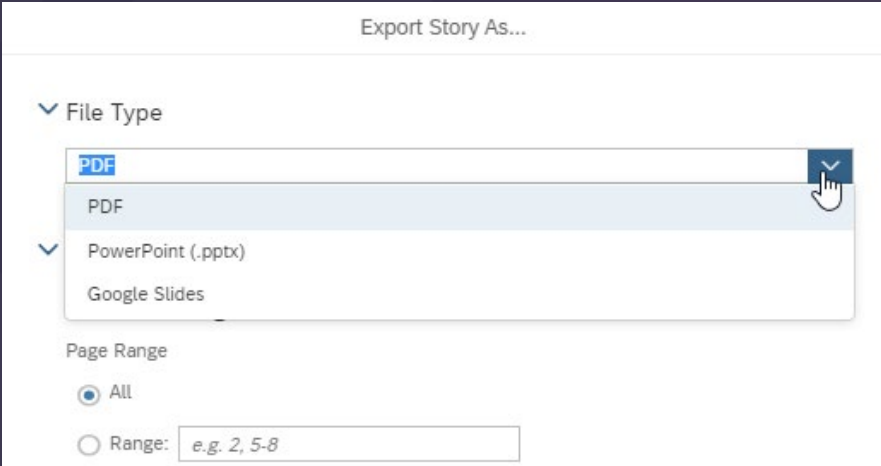 Export Story As...
File Type
PDF
PDF
PowerPoint (.pptx)
Google Slides
Page Range
All
Range: e.g. 2, 5-8